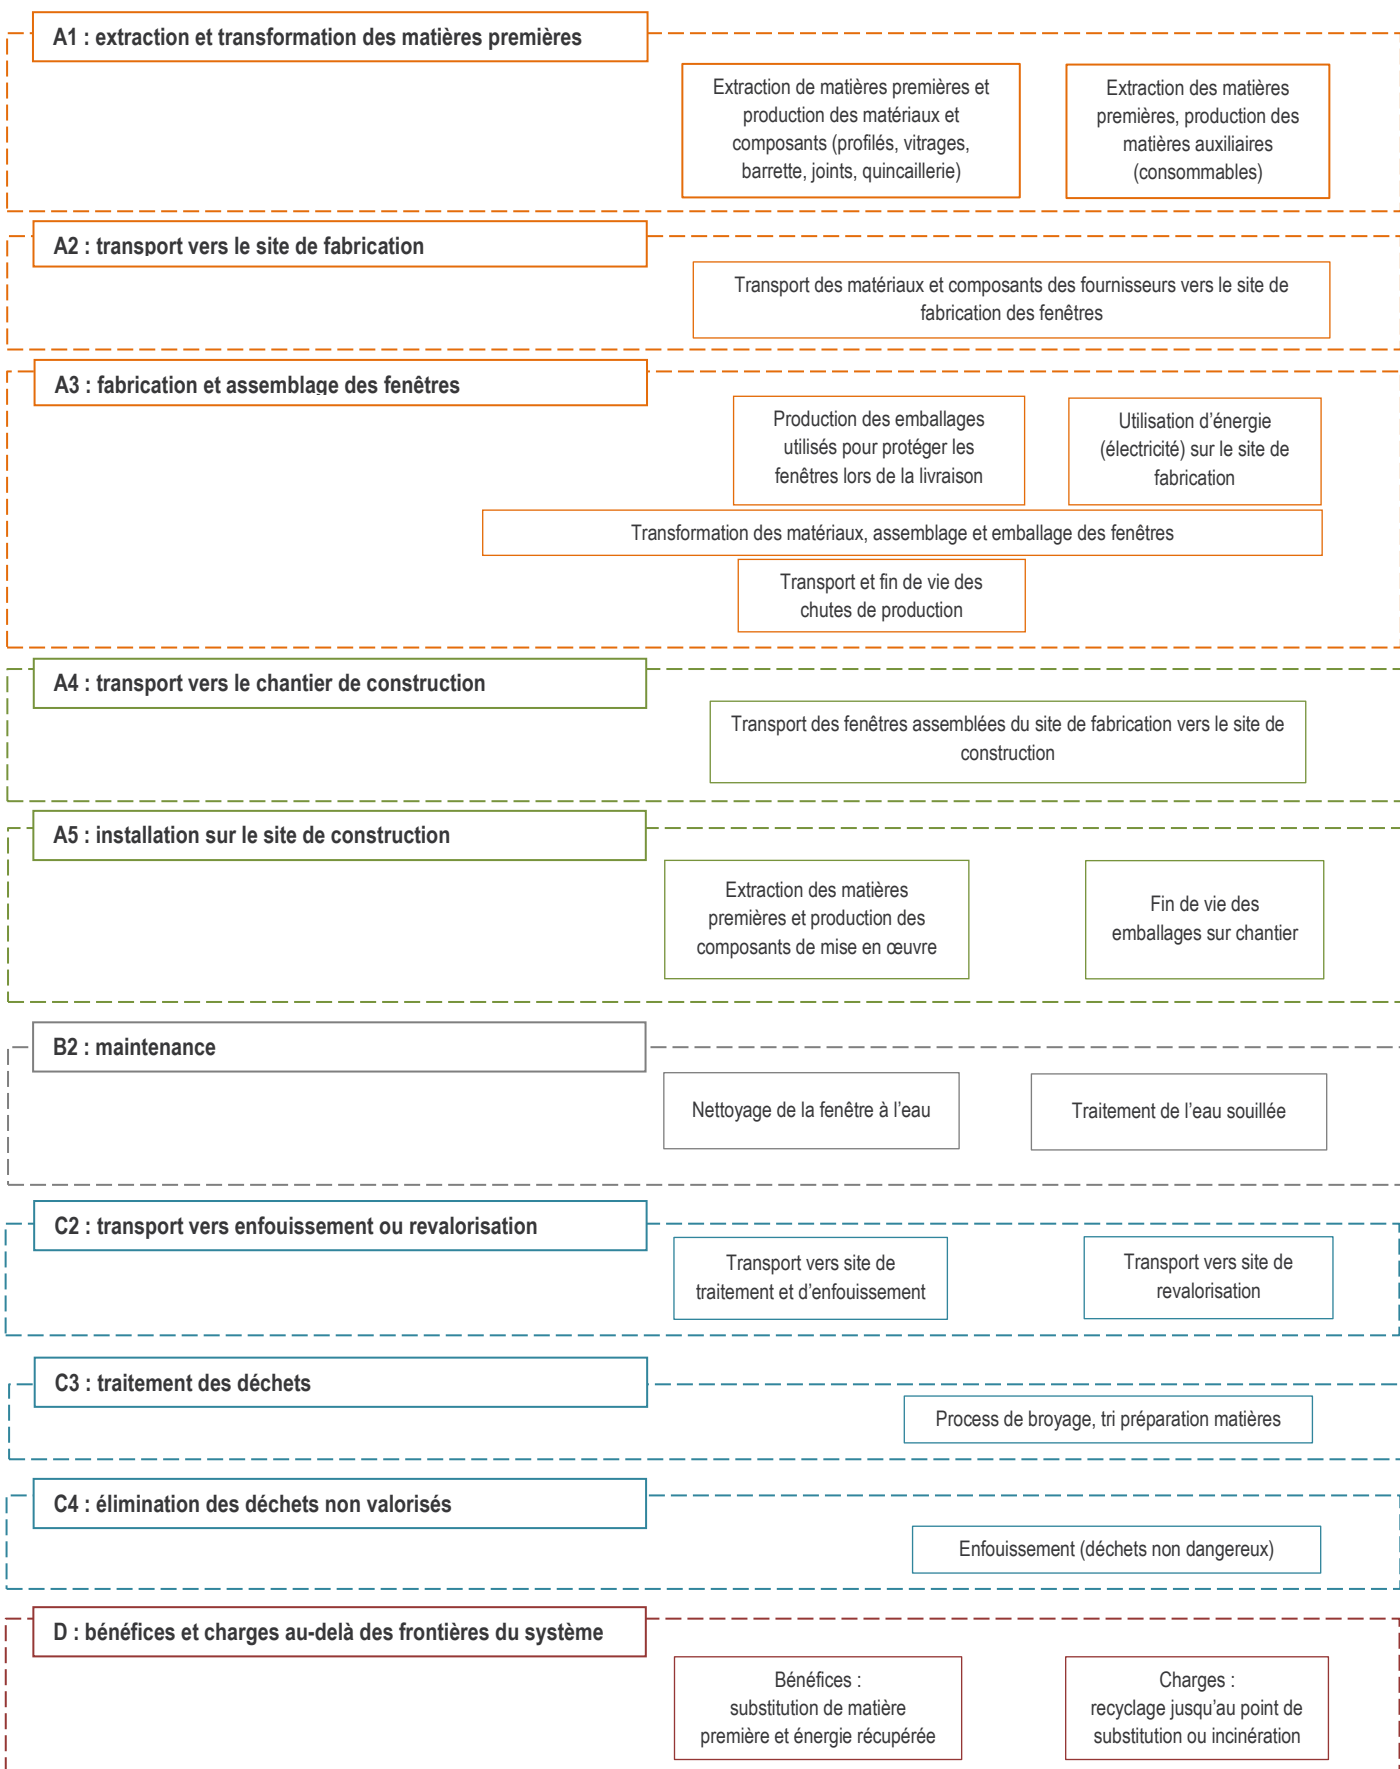 A1 : extraction et transformation des matières premières
Extraction de matières premières et
production des matériaux et
composants (profilés, vitrages,
barrette, joints, quincaillerie)
Extraction des matières
premières, production des
matières auxiliaires
(consommables)
A2 : transport vers le site de fabrication
Transport des matériaux et composants des fournisseurs vers le site de
fabrication des fenêtres
A3 : fabrication et assemblage des fenêtres
Production des emballages
utilisés pour protéger les
fenêtres lors de la livraison
Utilisation d’énergie
(électricité) sur le site de
fabrication
Transformation des matériaux, assemblage et emballage des fenêtres
Transport et fin de vie des
chutes de production
A4 : transport vers le chantier de construction
Transport des fenêtres assemblées du site de fabrication vers le site de
construction
A5 : installation sur le site de construction
Extraction des matières
premières et production des
composants de mise en œuvre
Fin de vie des
emballages sur chantier
B2 : maintenance
Nettoyage de la fenêtre à l’eau
Traitement de l’eau souillée
C2 : transport vers enfouissement ou revalorisation
Transport vers site de
traitement et d’enfouissement
Transport vers site de
revalorisation
C3 : traitement des déchets
Process de broyage, tri préparation matières
C4 : élimination des déchets non valorisés
Enfouissement (déchets non dangereux)
D : bénéfices et charges au-delà des frontières du système
Bénéfices :
substitution de matière
première et énergie récupérée
Charges :
recyclage jusqu’au point de
substitution ou incinération